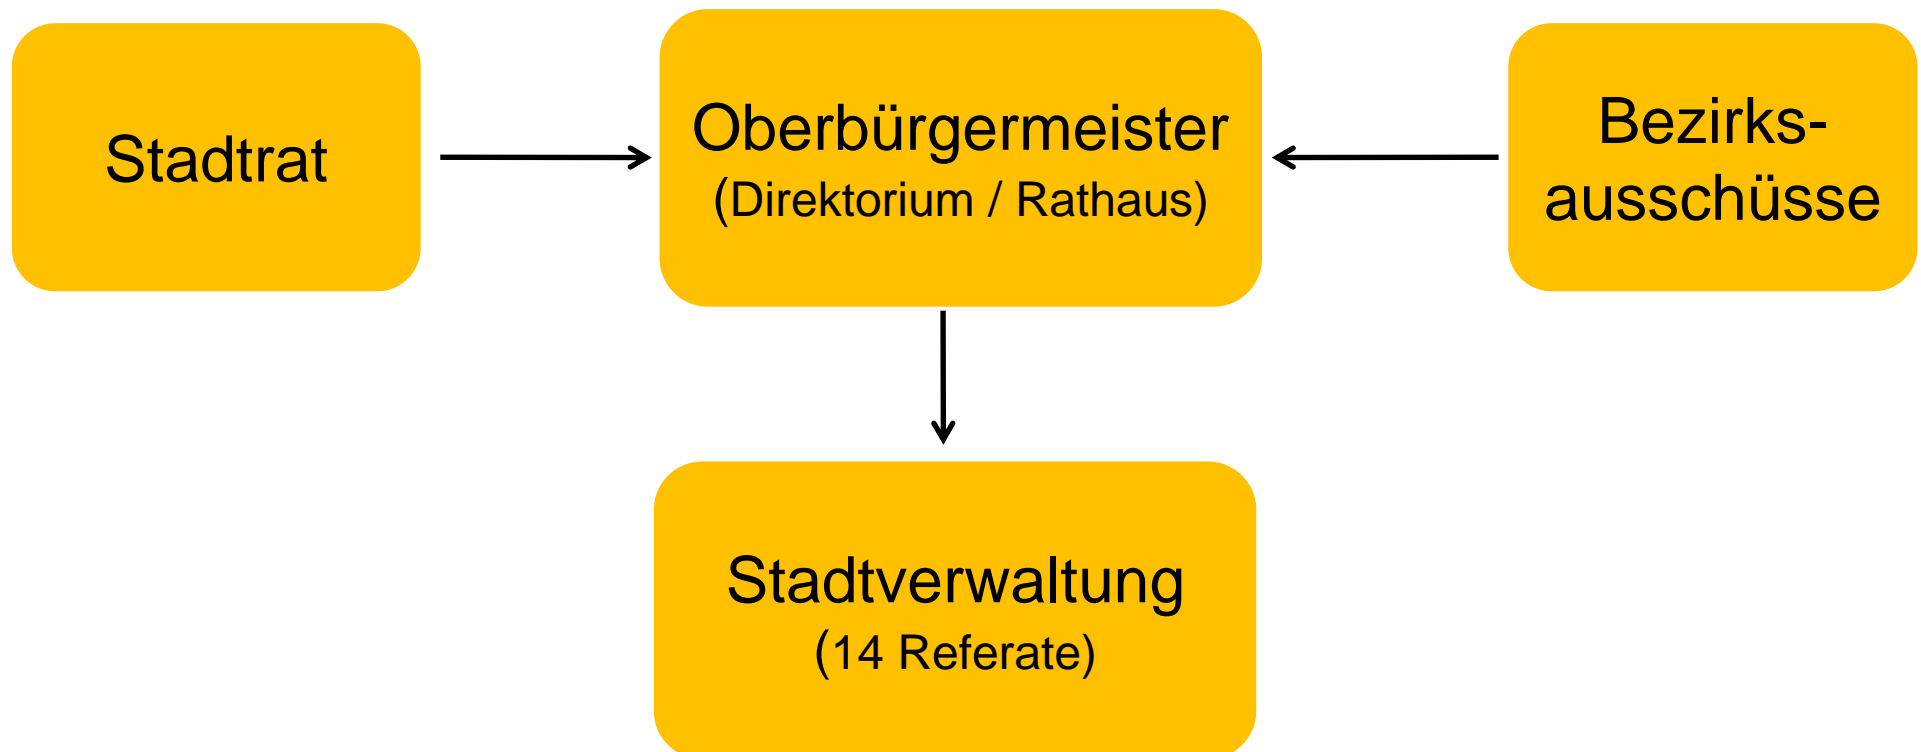 Stadtrat
Oberbürgermeister
(Direktorium / Rathaus)
Bezirks-
ausschüsse
Stadtverwaltung
(14 Referate)